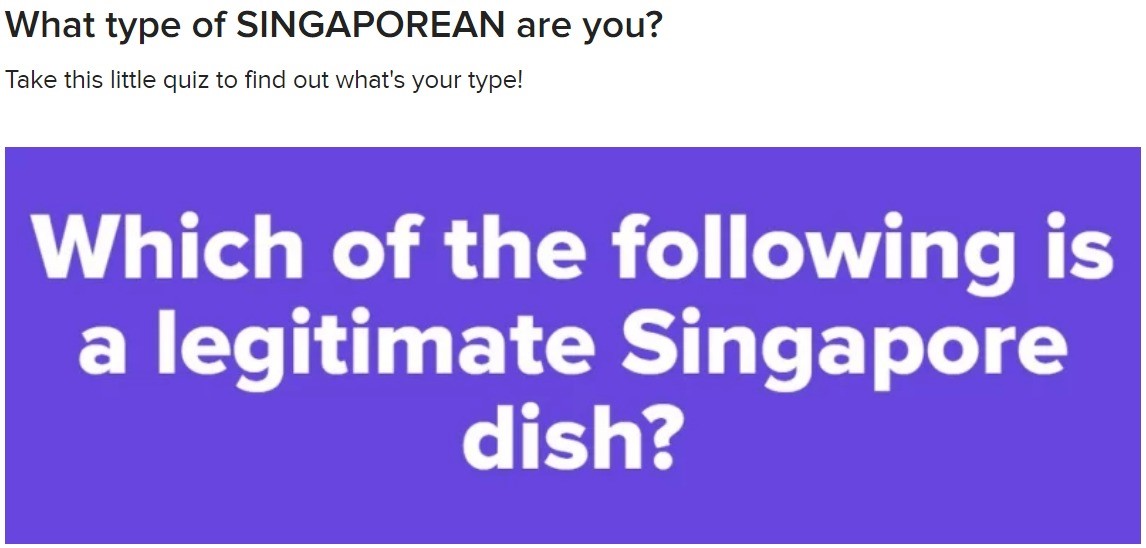 What type of SINGAPOREAN are you?
Take this little quiz to find out what's your type!
Which of the following is
a legitimate Singapore
dish?